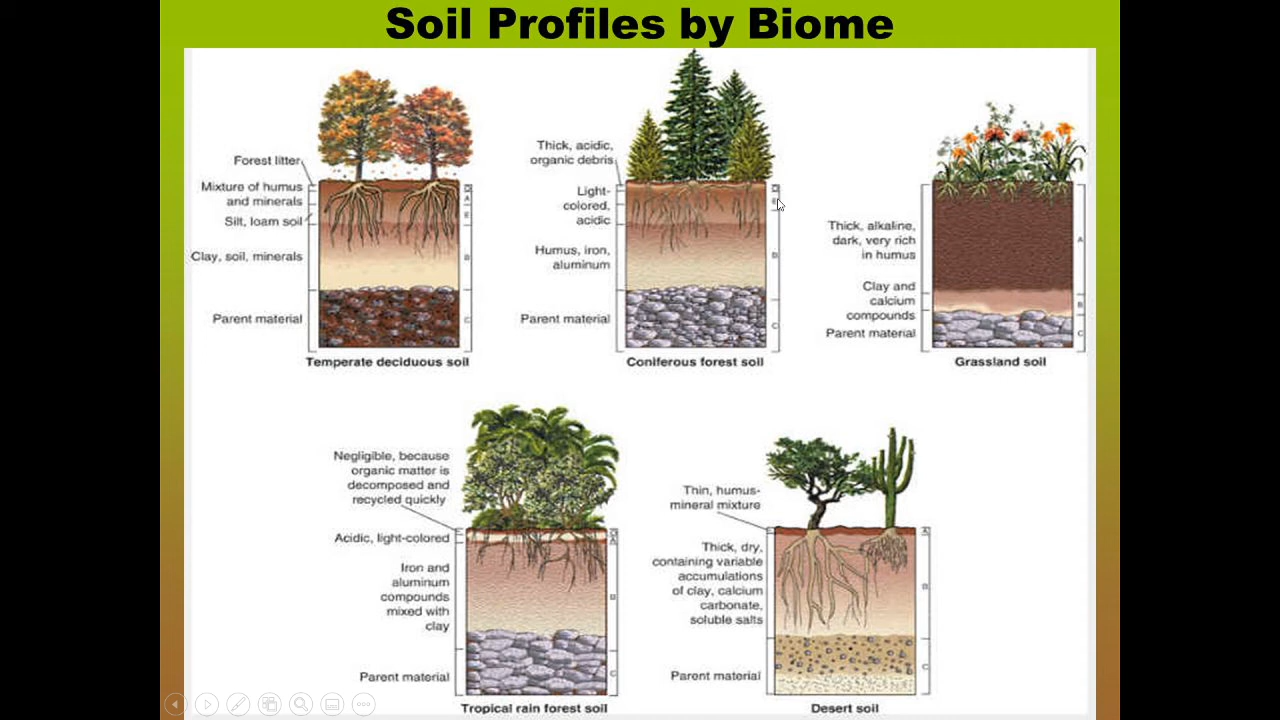 Soil Profiles by Biome
Forest litter
Mixture of humus
and minerals
Silt, loam soil
Clay, soil, minerals
Parent material
O
A
E
B
C
Temperate deciduous soil
Thick, acidic,
organic debris
Light-
colored,
acidic
Humus, iron,
aluminum
Parent material
O
E
B
C
Coniferous forest soil
Thick, alkaline,
dark, very rich
in humus
Clay and
calcium
compounds
Parent material
A
B
C
Grassland soil
Negligible, because
organic matter is
decomposed and
recycled quickly
Acidic, light-colored
Iron and
aluminum
compounds
mixed with
clay
Parent material
O
A
B
C
Tropical rain forest soil
Thin, humus-
mineral mixture
Thick, dry,
containing variable
accumulations
of clay, calcium
carbonate,
soluble salts
Parent material
A
B
C
Desert soil